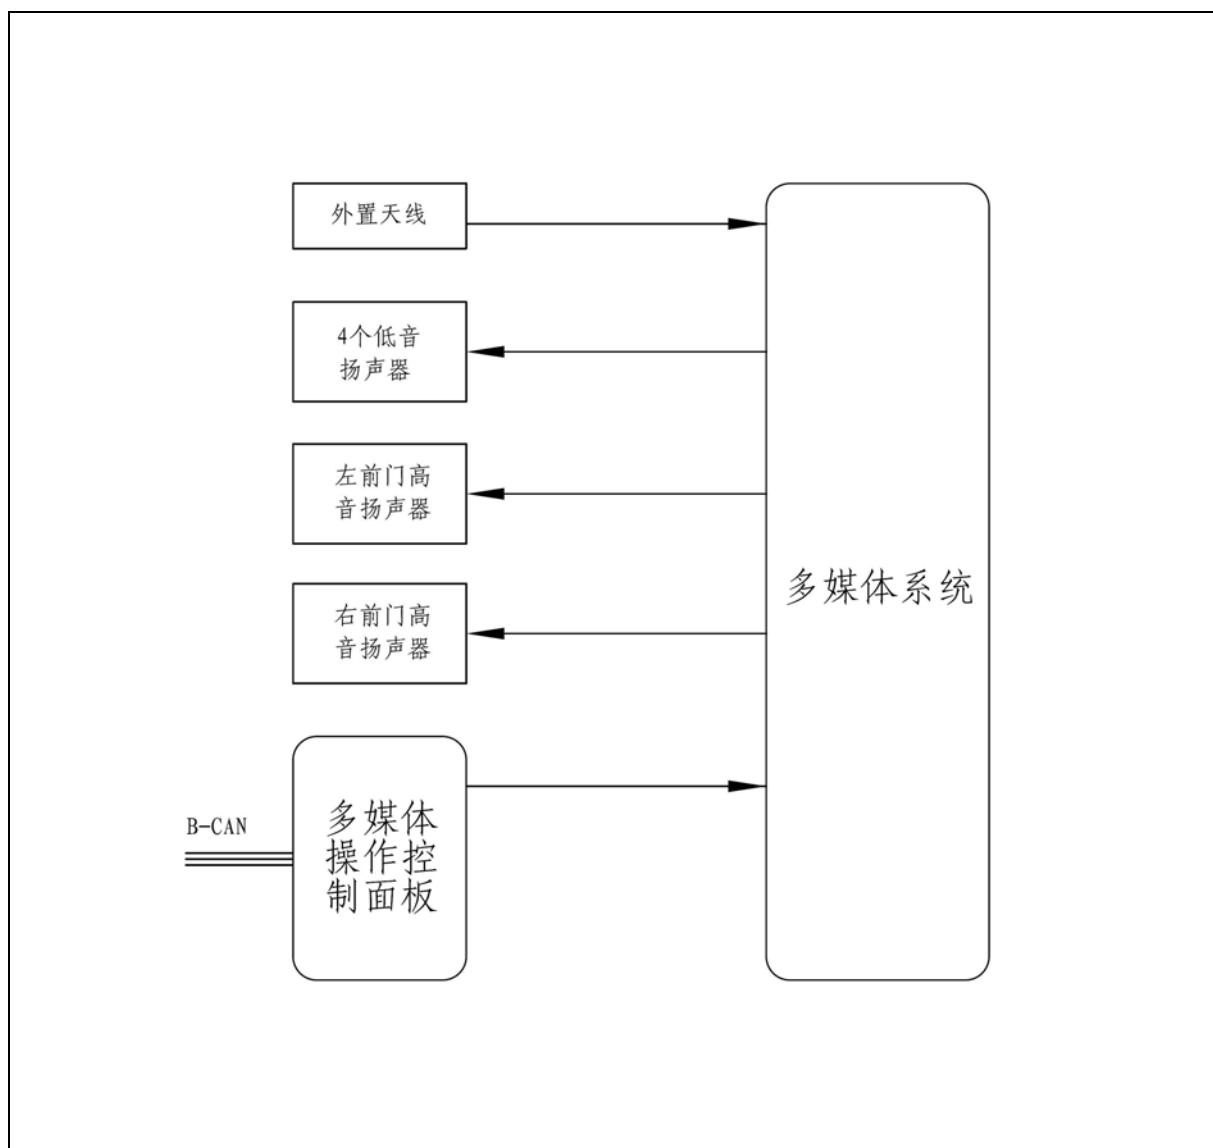 外置天线
4个低音
扬声器
左前门高
音扬声器
右前门高
音扬声器
多媒体系统
B-CAN
多媒体
操作控
制面板